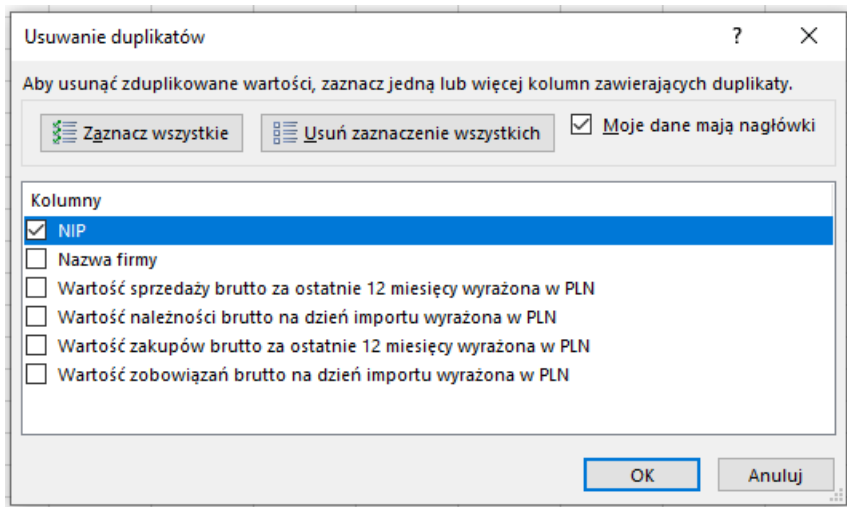 Usuwanie duplikatów
?
Aby usunąć zduplikowane wartości, zaznacz jedną lub więcej kolumn zawierających duplikaty.
Zaznacz wszystkie
Usuń zaznaczenie wszystkich
Moje dane mają nagłówki
Kolumny
NIP
Nazwa firmy
Wartość sprzedaży brutto za ostatnie 12 miesięcy wyrażona w PLN
Wartość należności brutto na dzień importu wyrażona w PLN
Wartość zakupów brutto za ostatnie 12 miesięcy wyrażona w PLN
Wartość zobowiązań brutto na dzień importu wyrażona w PLN
OK
Anuluj